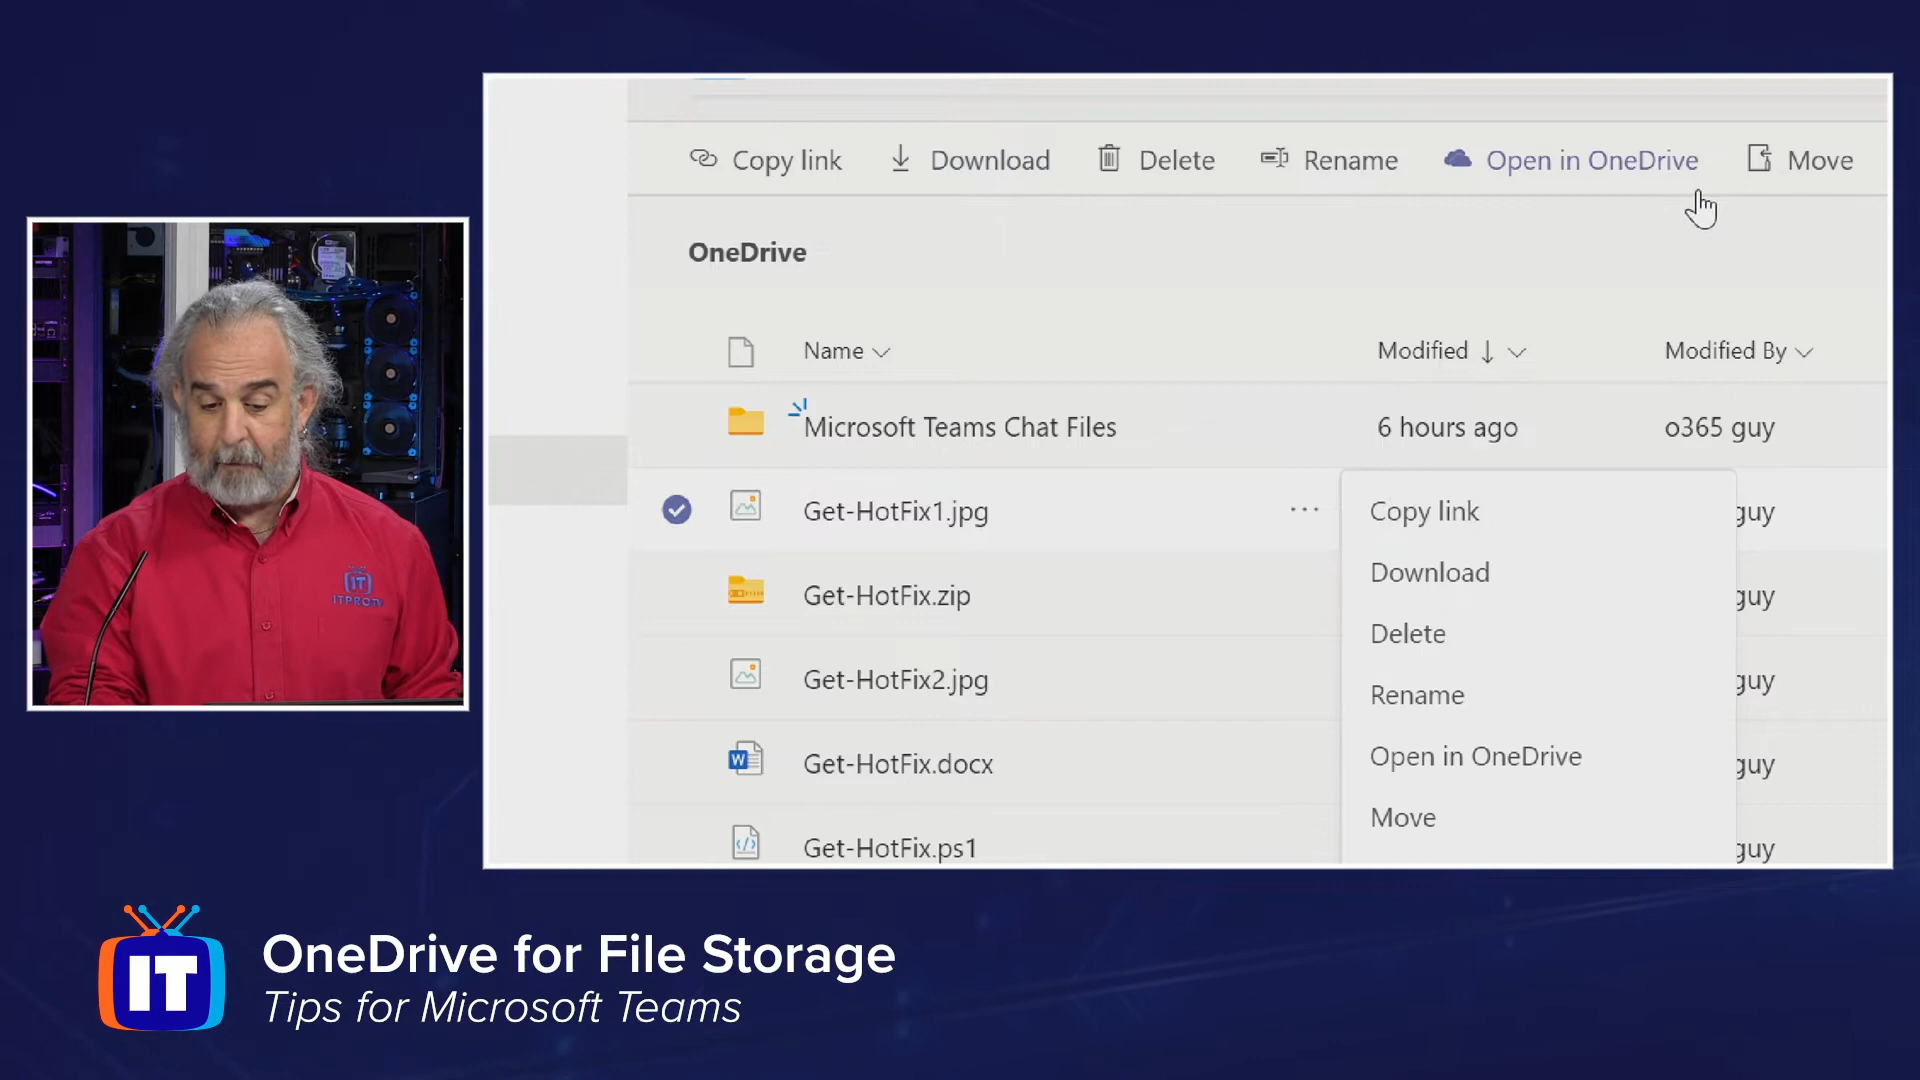 Copy link Download Delete Rename Open in OneDrive Move
OneDrive
Name Modified Modified By
Microsoft Teams Chat Files 6 hours ago o365 guy
Get-HotFix1.jpg ... Copy link guy
Download
Get-HotFix.zip guy
Delete
Get-HotFix2.jpg Rename guy
Open in OneDrive
Get-HotFix.docx guy
Move
Get-HotFix.ps1 guy
W
IT
ITPROTV
IT
OneDrive for File Storage
Tips for Microsoft Teams